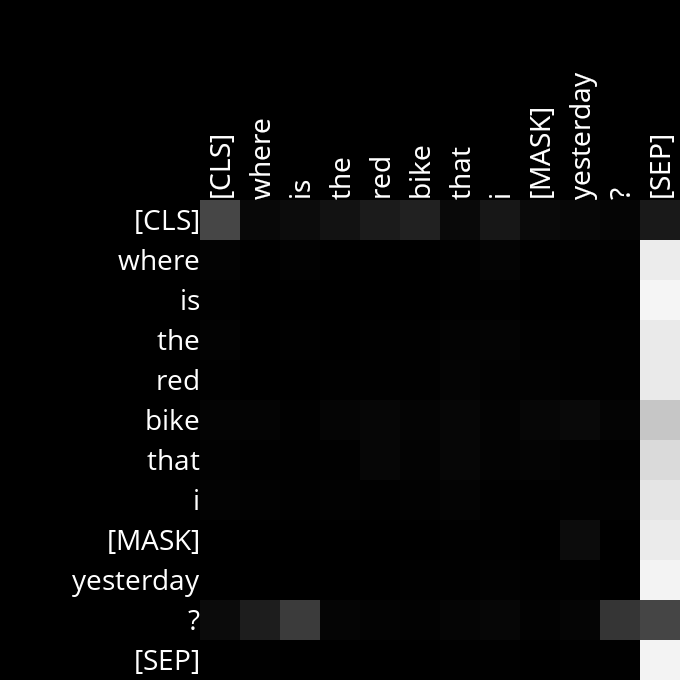 [CLS] where is the red bike that i [MASK] yesterday ? [SEP]
[CLS]
where
is
the
red
bike
that
i
[MASK]
yesterday
?
[SEP]